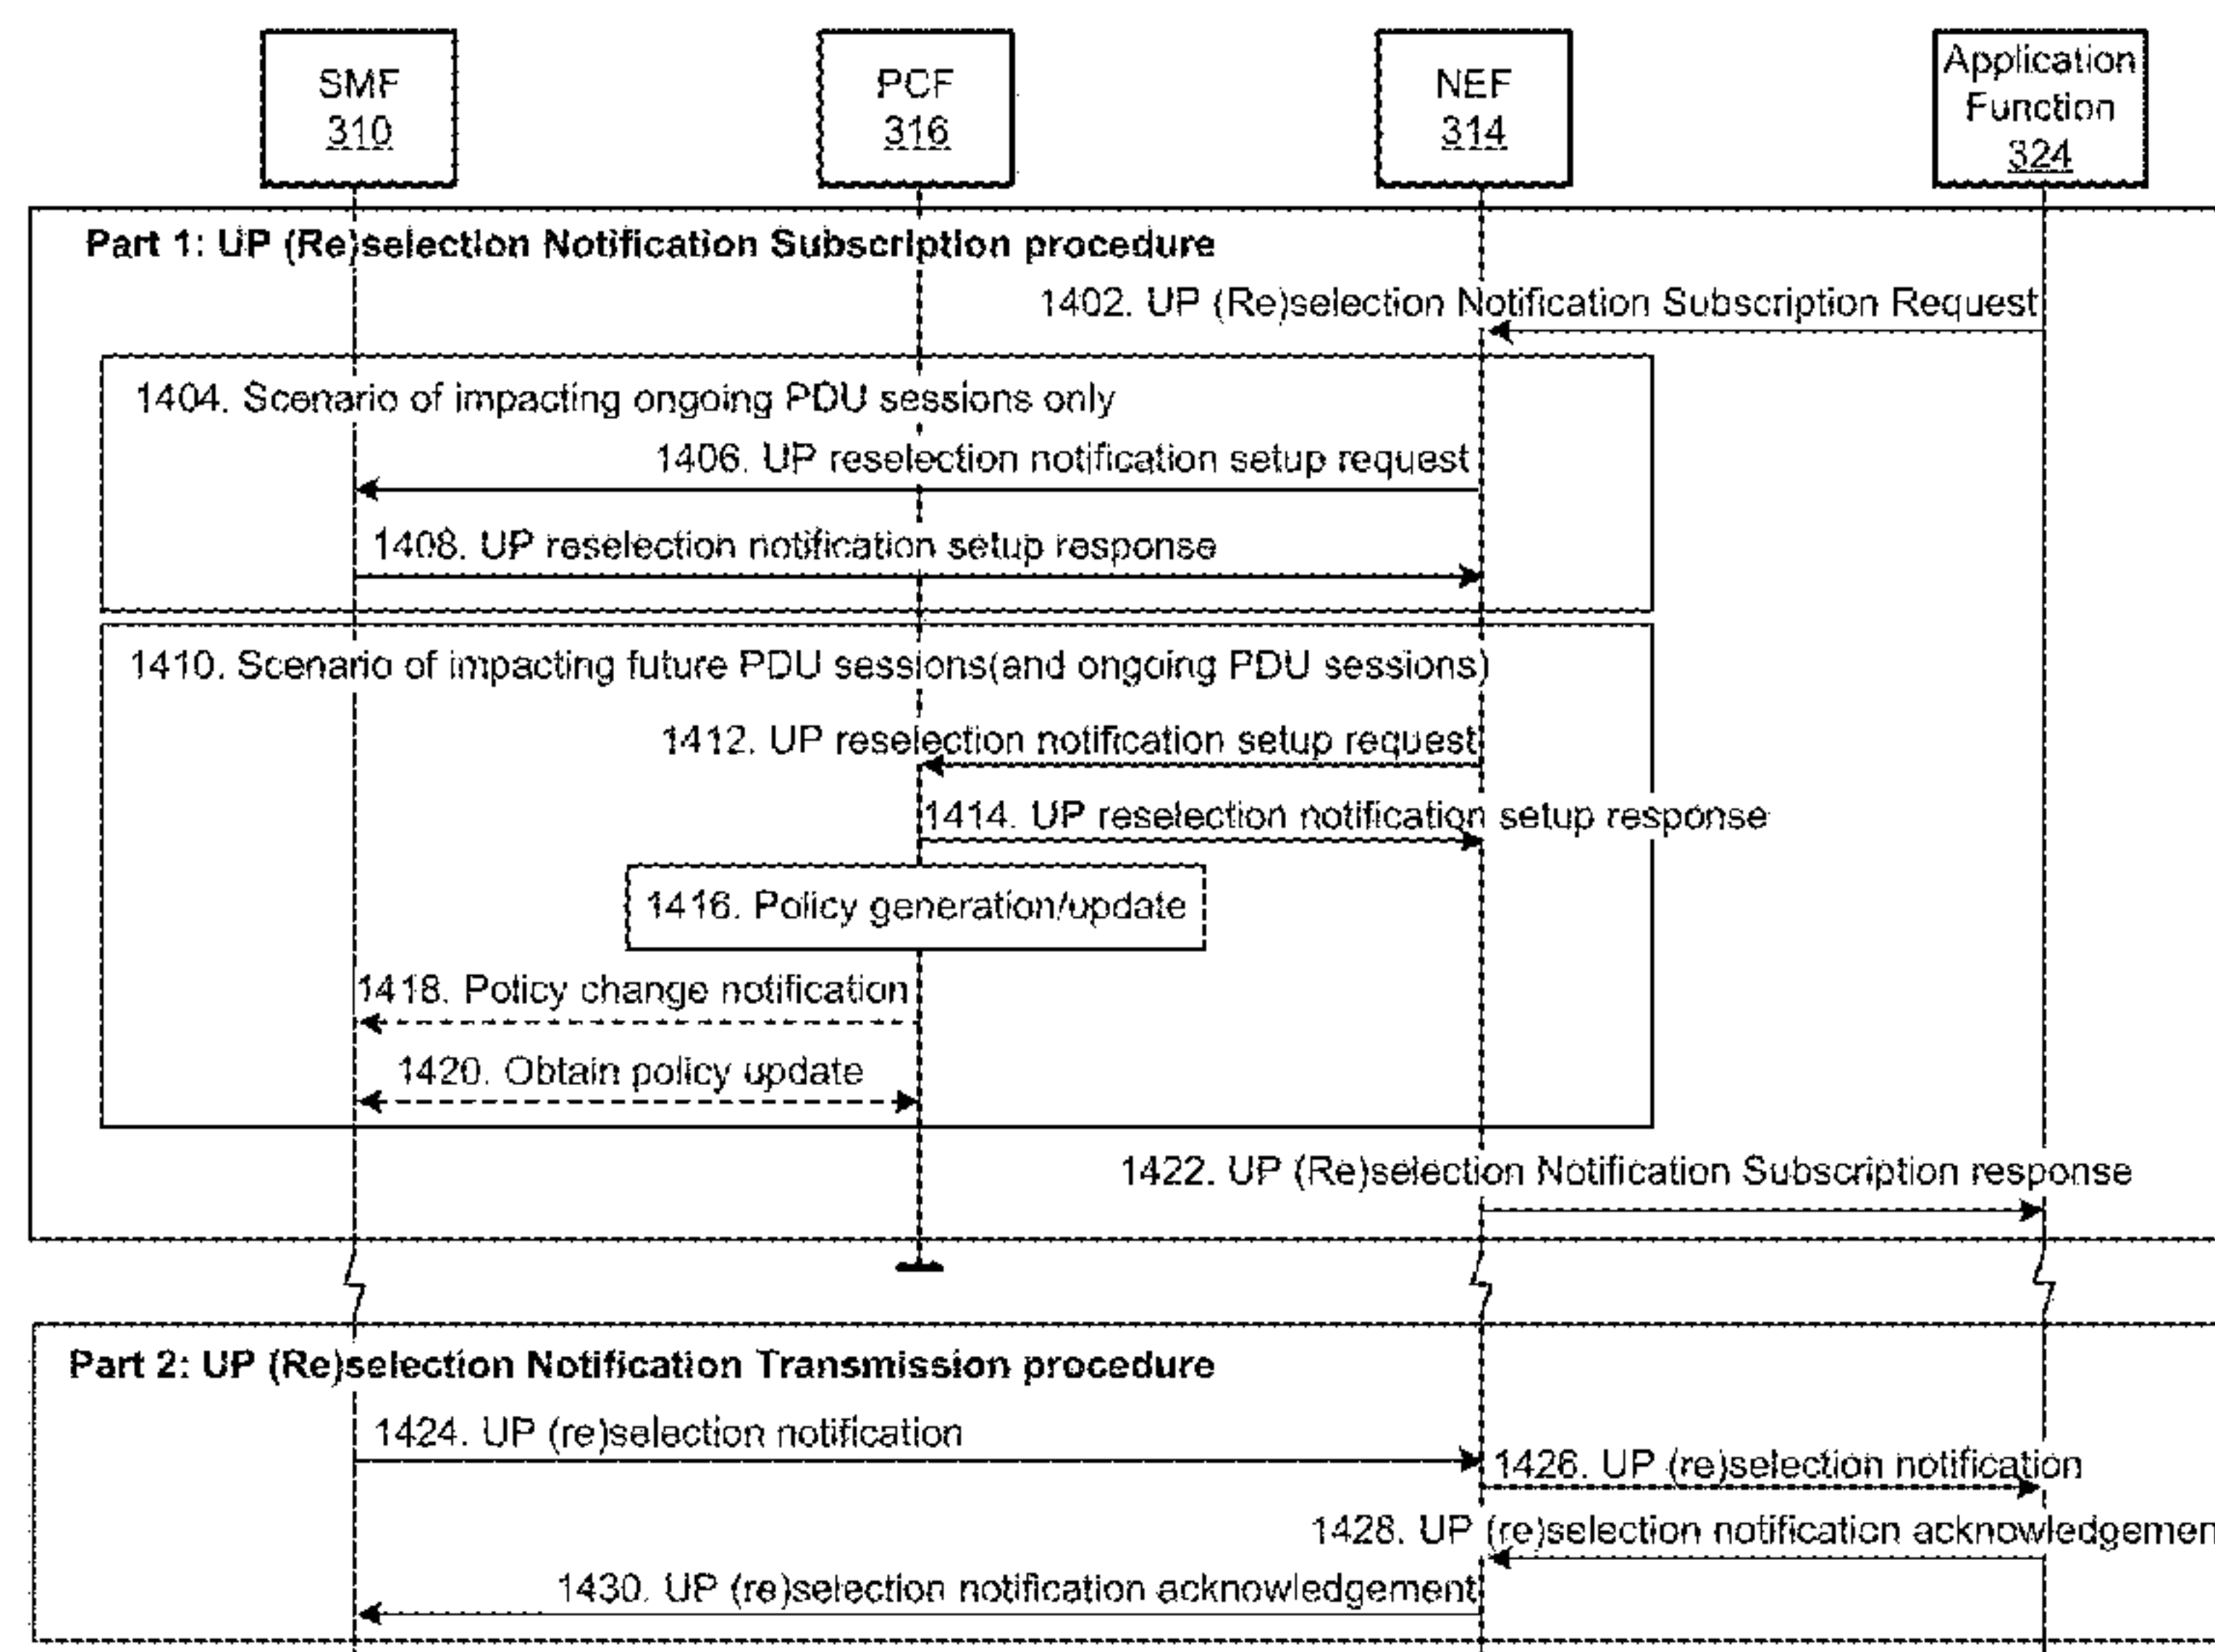 SMF
310
PCF
316
NEF
314
Application
Function
324
Part 1: UP (Re)selection Notification Subscription procedure
1402. UP (Re)selection Notification Subscription Request
1404. Scenario of impacting ongoing PDU sessions only
1406. UP reselection notification setup request
1408. UP reselection notification setup response
1410. Scenario of impacting future PDU sessions(and ongoing PDU sessions)
1412. UP reselection notification setup request
1414. UP reselection notification setup response
1416. Policy generation/update
1418. Policy change notification
1420. Obtain policy update
1422. UP (Re)selection Notification Subscription response
Part 2: UP (Re)selection Notification Transmission procedure
1424. UP (re)selection notification
1426. UP (re)selection notification
1428. UP (re)selection notification acknowledgemen
1430. UP (re)selection notification acknowledgement